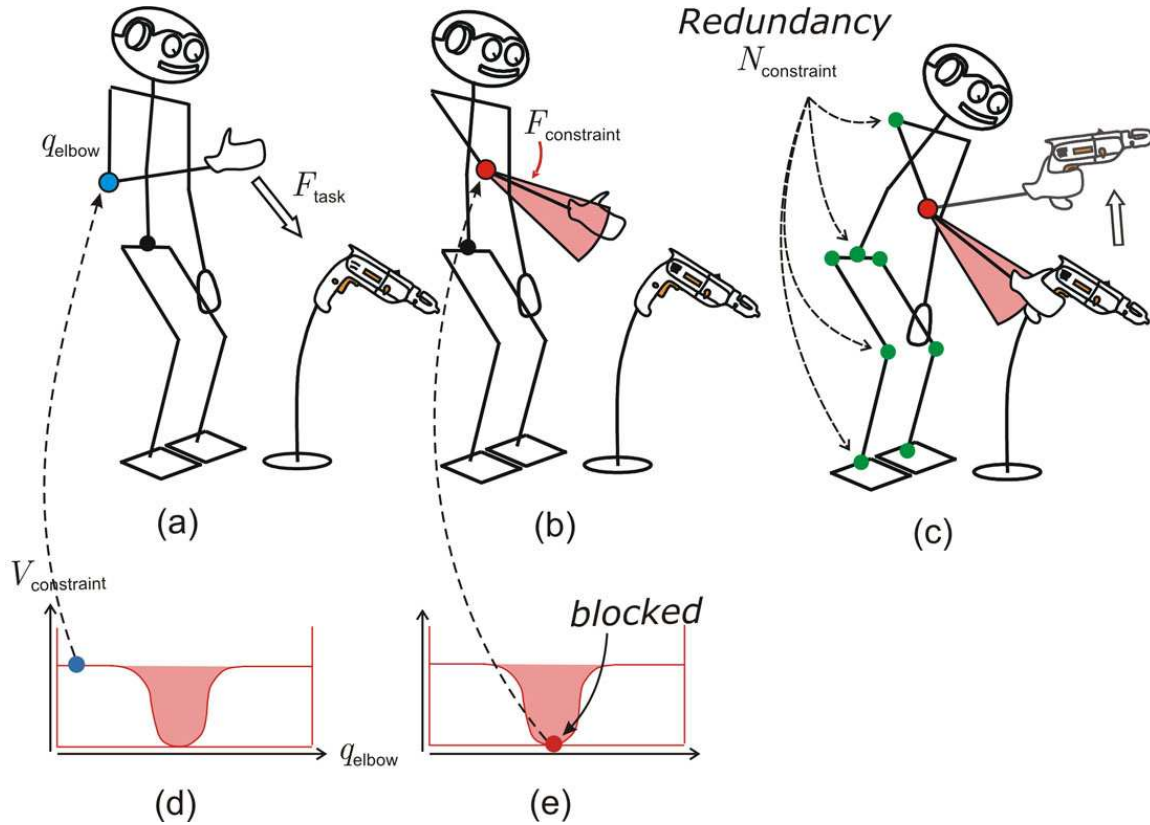 Redundancy
N_constraint
q_elbow
F_task
F_constraint
(a)
(b)
(c)
V_constraint
blocked
q_elbow
(d)
(e)